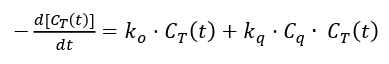 − d[C_T(t)]/dt = k_o · C_T(t) + k_q · C_q · C_T(t)